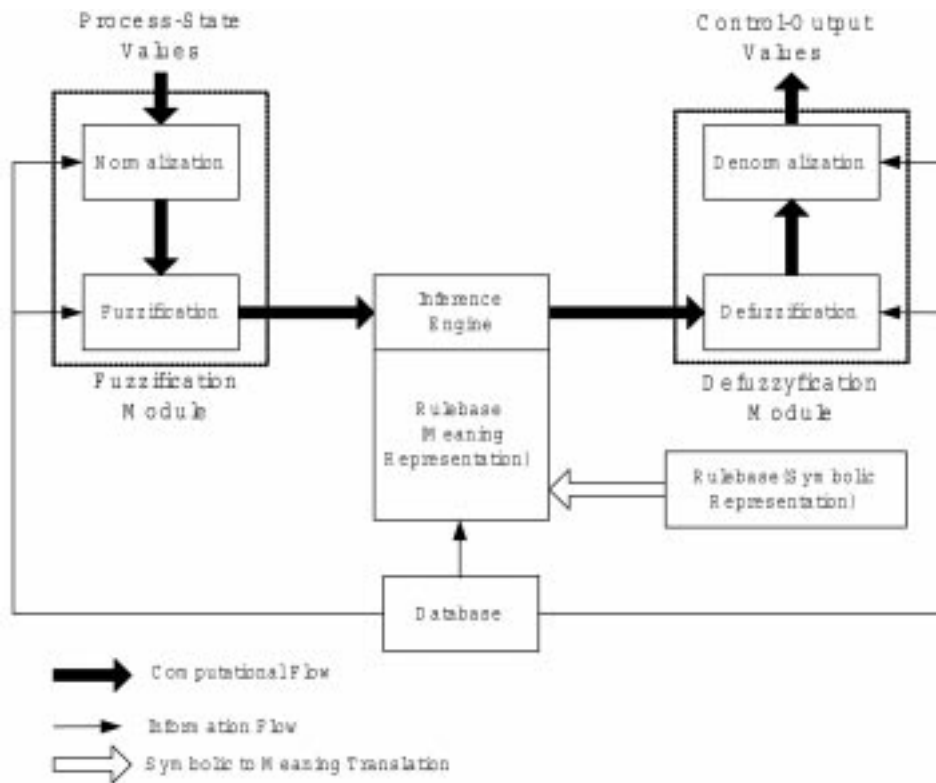 Process-State
Values
Control-Output
Values
Normalization
Denormalization
Fuzzification
Inference
Engine
Defuzzification
Fuzzification
Module
Defuzzyfication
Module
Rulebase
(Meaning
Representation)
Rulebase(Symbolic
Representation)
Database
Computational Flow
Information Flow
Symbolic to Meaning Translation